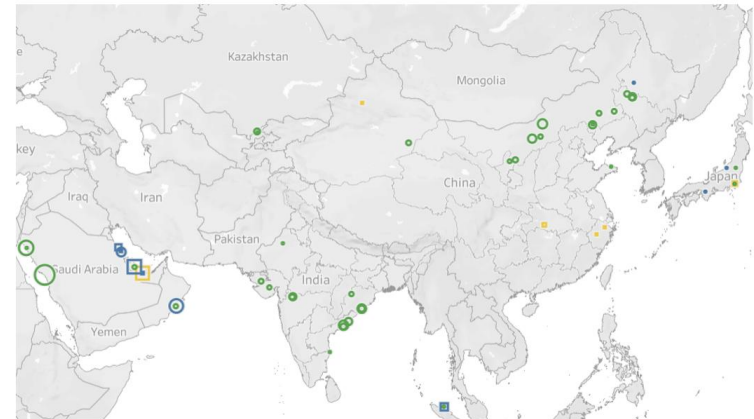 Kazakhstan
Mongolia
key
China
Japan
Iraq
Iran
Pakistan
Saudi Arabia
India
Yemen